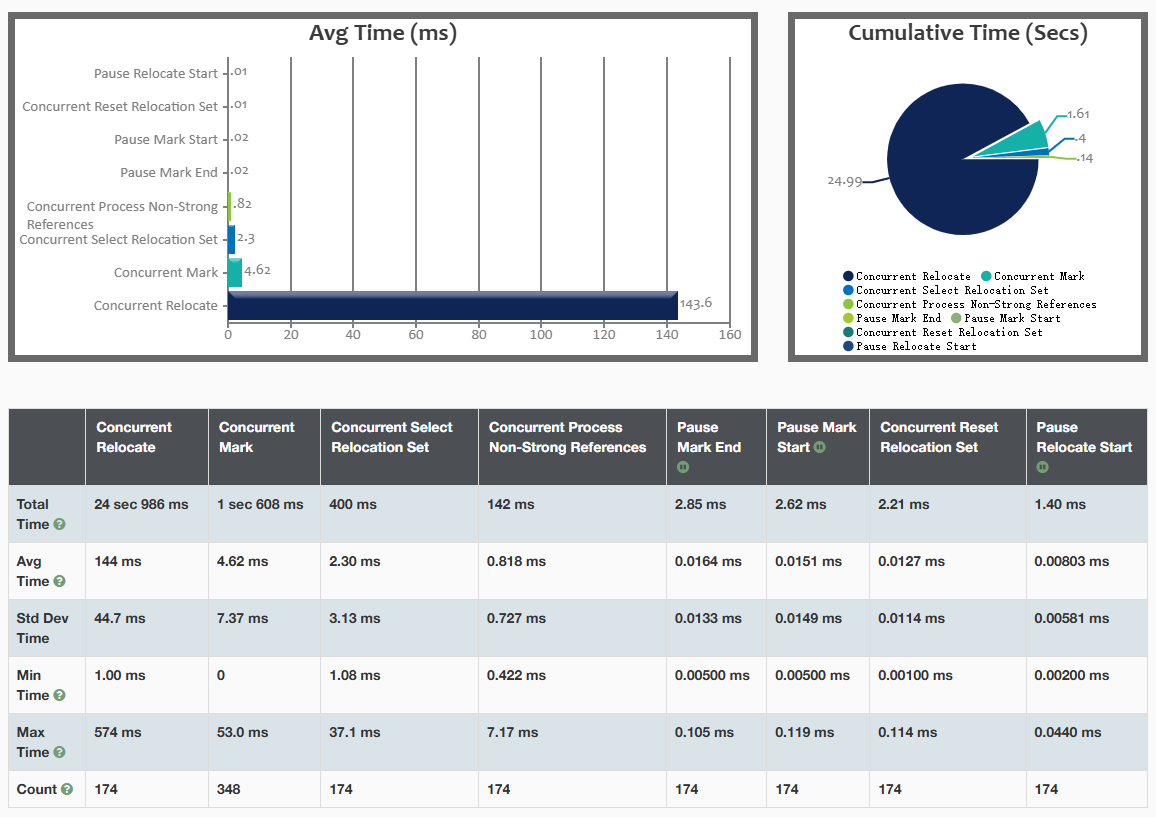 Avg Time (ms)
Pause Relocate Start .01
Concurrent Reset Relocation Set .01
Pause Mark Start .02
Pause Mark End .02
Concurrent Process Non-Strong .82
References
Concurrent Select Relocation Set 2.3
Concurrent Mark 4.62
Concurrent Relocate 143.6
0 20 40 60 80 100 120 140 160
Cumulative Time (Secs)
1.61
.4
.14
24.99
Concurrent Relocate Concurrent Mark
Concurrent Select Relocation Set
Concurrent Process Non-Strong References
Pause Mark End Pause Mark Start
Concurrent Reset Relocation Set
Pause Relocate Start
Concurrent Concurrent Concurrent Select Concurrent Process Pause Pause Mark Concurrent Reset Pause
Relocate Mark Relocation Set Non-Strong References Mark End Start Relocation Set Relocate Start
Total 24 sec 986 ms 1 sec 608 ms 400 ms 142 ms 2.85 ms 2.62 ms 2.21 ms 1.40 ms
Time ?
Avg 144 ms 4.62 ms 2.30 ms 0.818 ms 0.0164 ms 0.0151 ms 0.0127 ms 0.00803 ms
Time ?
Std Dev 44.7 ms 7.37 ms 3.13 ms 0.727 ms 0.0133 ms 0.0149 ms 0.0114 ms 0.00581 ms
Time
Min 1.00 ms 0 1.08 ms 0.422 ms 0.00500 ms 0.00500 ms 0.00100 ms 0.00200 ms
Time ?
Max 574 ms 53.0 ms 37.1 ms 7.17 ms 0.105 ms 0.119 ms 0.114 ms 0.0440 ms
Time ?
Count ? 174 348 174 174 174 174 174 174